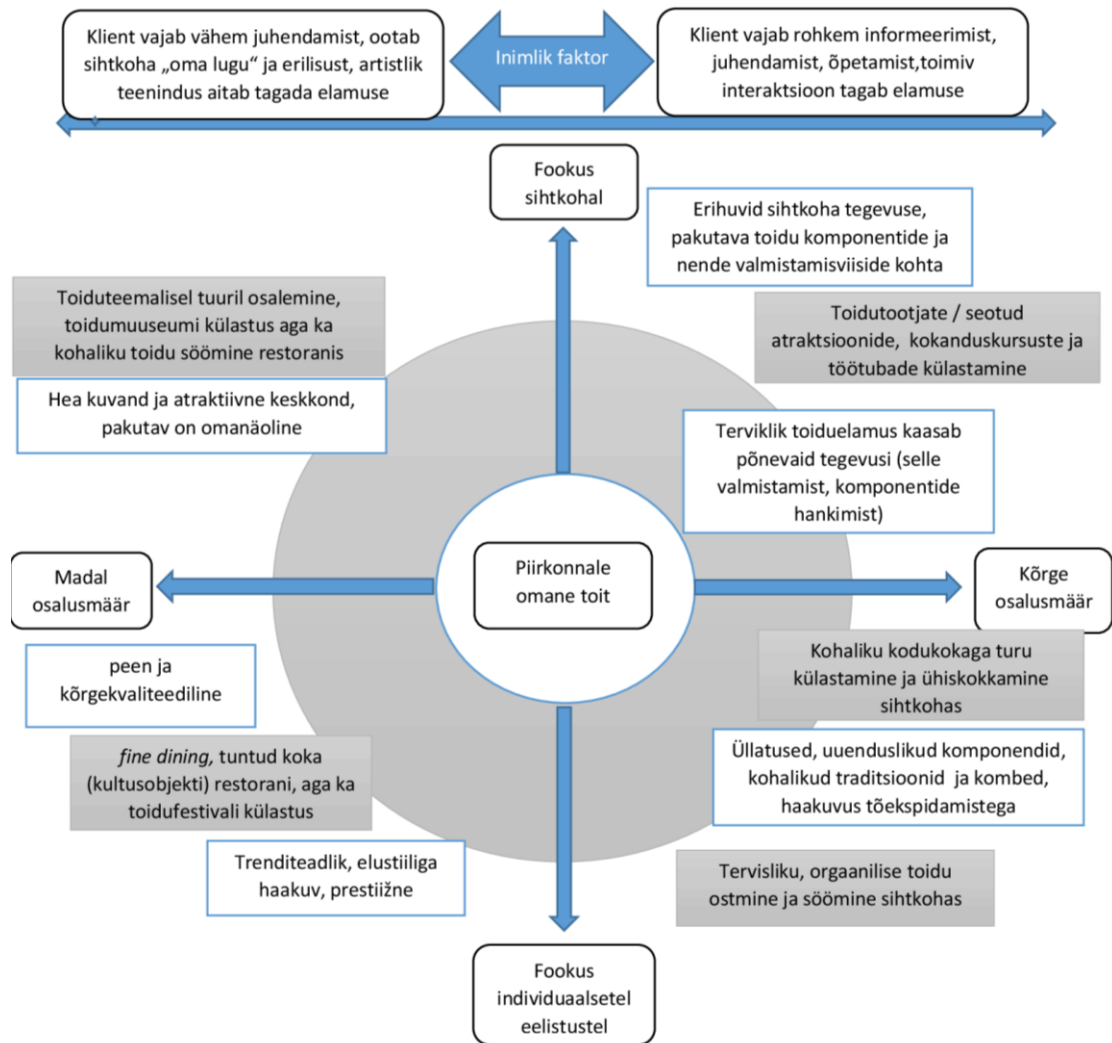 Klient vajab vähem juhendamist, ootab
sihtkoha „oma lugu“ ja erilisust, artistlik
teenindus aitab tagada elamuse
Inimlik faktor
Klient vajab rohkem informeerimist,
juhendamist, õpetamist,toimiv
interaktsioon tagab elamuse
Fookus
sihtkohal
Erihuvid sihtkoha tegevuse,
pakutava toidu komponentide ja
nende valmistamisviiside kohta
Toiduteemalisel tuuril osalemine,
toidumuuseumi külastus aga ka
kohaliku toidu söömine restoranis
Toidutootjate / seotud
atraktsioonide, kokanduskursuste ja
töötubade külastamine
Hea kuvand ja atraktiivne keskkond,
pakutav on omanäoline
Terviklik toiduelamus kaasab
põnevaid tegevusi (selle
valmistamist, komponentide
hankimist)
Madal
osalusmäär
Piirkonnale
omane toit
Kõrge
osalusmäär
peen ja
kõrgekvaliteediline
Kohaliku kodukokaga turu
külastamine ja ühiskokkamine
sihtkohas
fine dining, tuntud koka
(kultusobjekti) restorani, aga ka
toidufestivali külastus
Üllatused, uuenduslikud komponendid,
kohalikud traditsioonid ja kombed,
haakuvus tõekspidamistega
Trenditeadlik, elustiiliga
haakuv, prestiižne
Tervisliku, orgaanilise toidu
ostmine ja söömine sihtkohas
Fookus
individuaalsetel
eelistustel